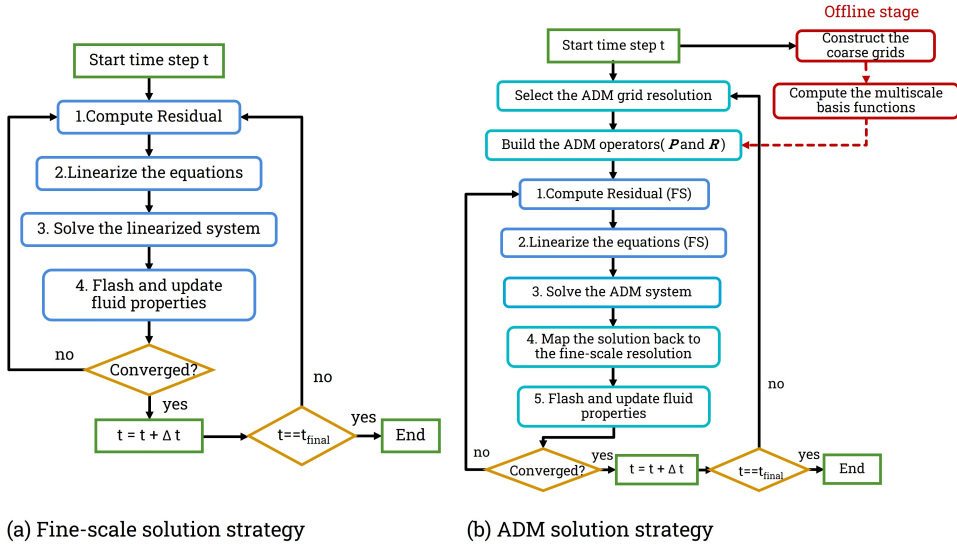 Start time step t
1.Compute Residual
2.Linearize the equations
3. Solve the linearized system
4. Flash and update
fluid properties
no
Converged?
yes
t = t + Δ t
no
t==t_final
yes
End
(a) Fine-scale solution strategy
Offline stage
Start time step t
Construct the
coarse grids
Select the ADM grid resolution
Compute the multiscale
basis functions
Build the ADM operators( P and R )
1.Compute Residual (FS)
2.Linearize the equations (FS)
3. Solve the ADM system
4. Map the solution back to
the fine-scale resolution
5. Flash and update fluid
properties
no
no
Converged?
yes
t = t + Δ t
t==t_final
yes
End
(b) ADM solution strategy